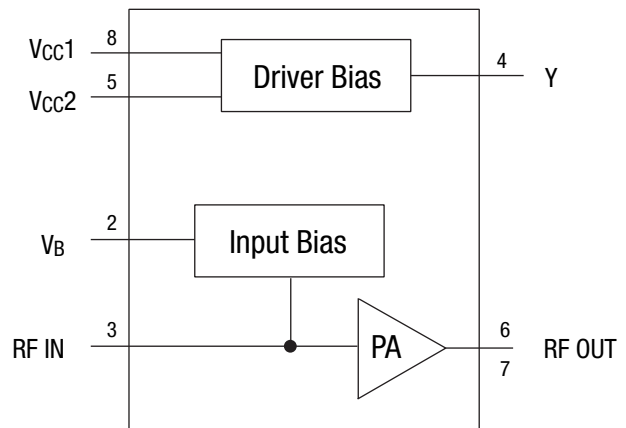 VCC1
8
Driver Bias
4
Y
VCC2
5
VB
2
Input Bias
RF IN
3
PA
6
7
RF OUT